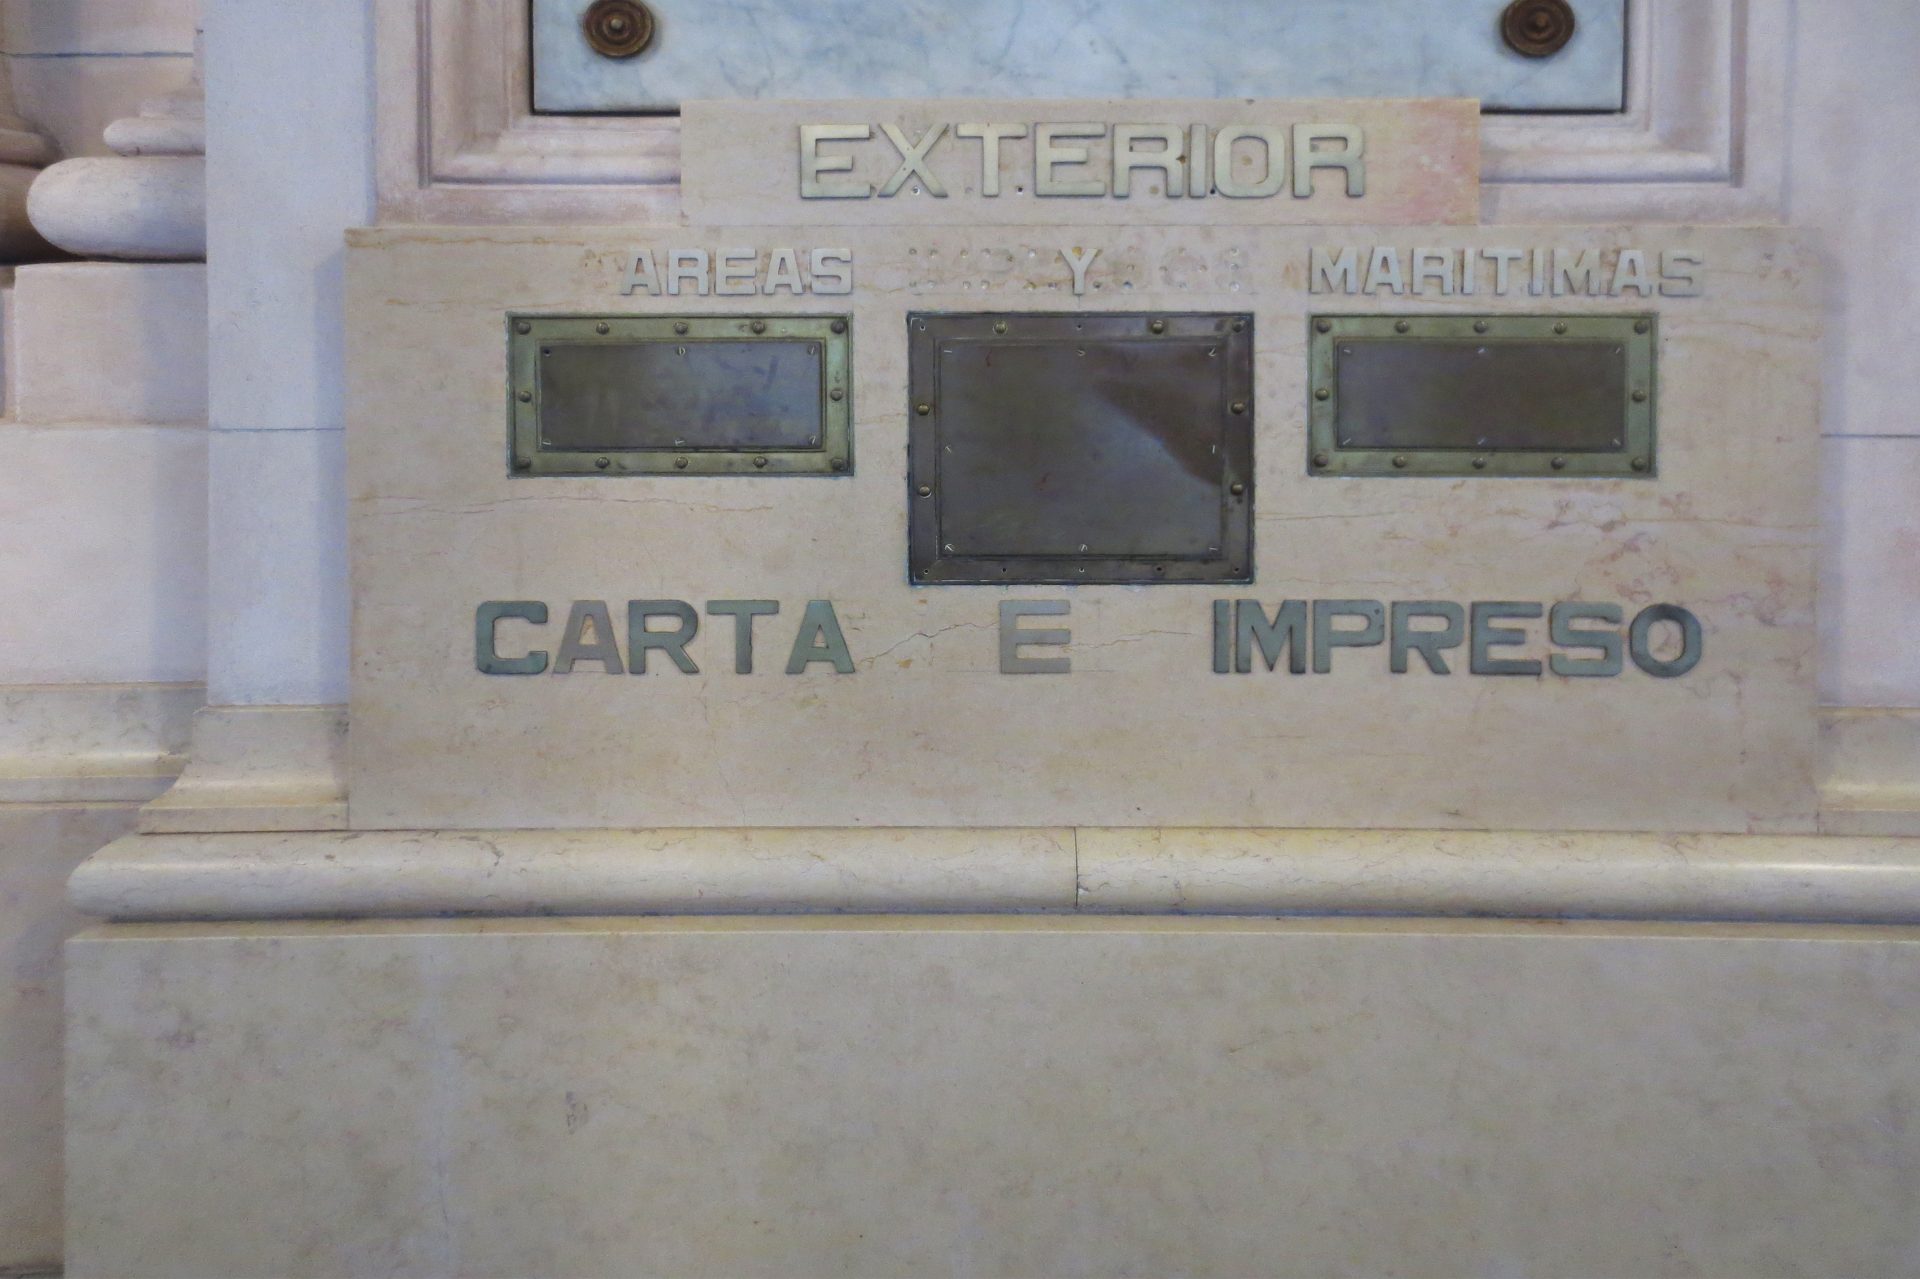 EXTERIOR
AREAS Y MARITIMAS
CARTA E IMPRESO